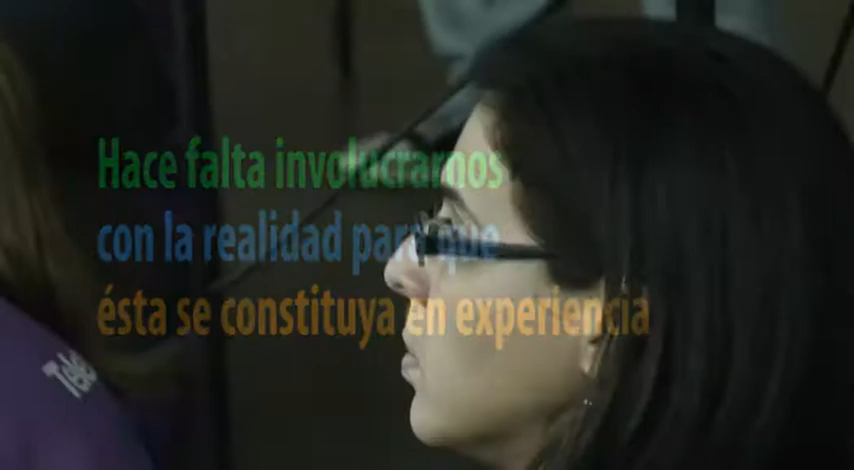 Hace falta involucrarnos
con la realidad para que
ésta se constituya en experiencia